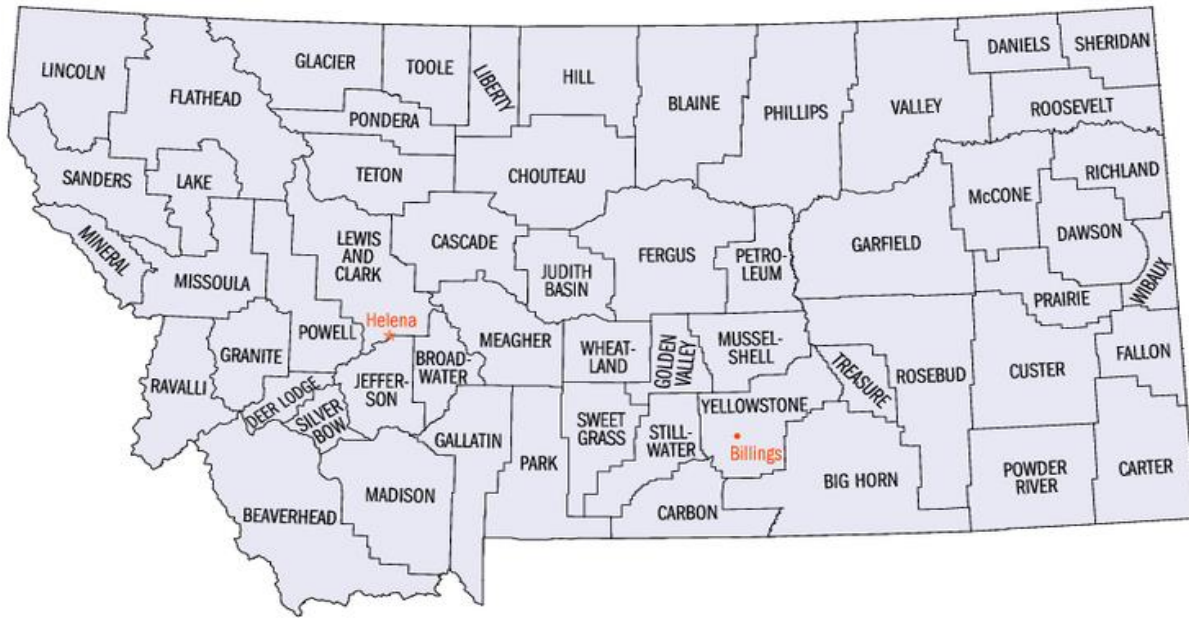 DANIELS
SHERIDAN
LINCOLN
GLACIER
TOOLE
LIBERTY
HILL
BLAINE
PHILLIPS
VALLEY
ROOSEVELT
FLATHEAD
PONDERA
SANDERS
LAKE
TETON
CHOUTEAU
McCONE
RICHLAND
MINERAL
MISSOULA
LEWIS
AND
CLARK
CASCADE
JUDITH
BASIN
FERGUS
PETRO-
LEUM
GARFIELD
DAWSON
WIBAUX
PRAIRIE
POWELL
Helena
GRANITE
RAVALLI
DEER LODGE
SILVER
BOW
JEFFER-
SON
BROAD
WATER
MEAGHER
WHEAT-
LAND
GOLDEN
VALLEY
MUSSEL-
SHELL
TREASURE
ROSEBUD
CUSTER
FALLON
YELLOWSTONE
Billings
SWEET
GRASS
STILL-
WATER
GALLATIN
PARK
MADISON
BEAVERHEAD
CARBON
BIG HORN
POWDER
RIVER
CARTER